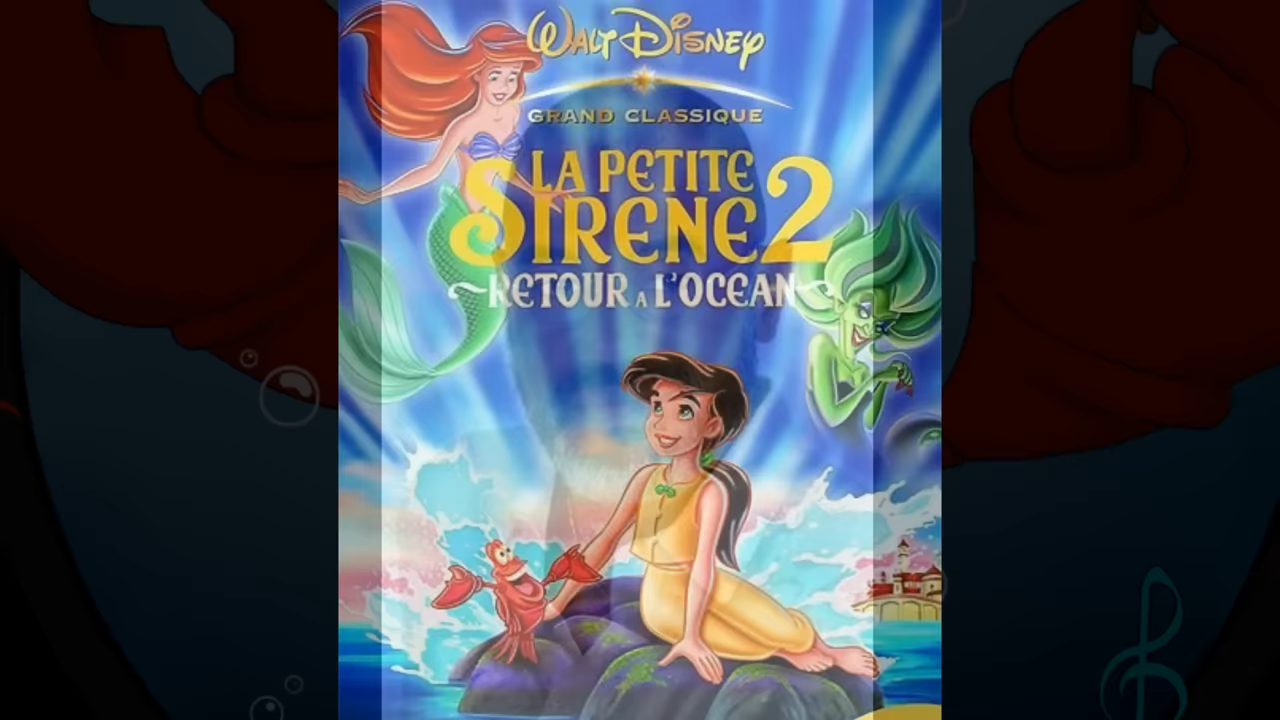 WALT DISNEY
GRAND CLASSIQUE
LA PETITE
SIRENE 2
RETOUR A L'OCEAN